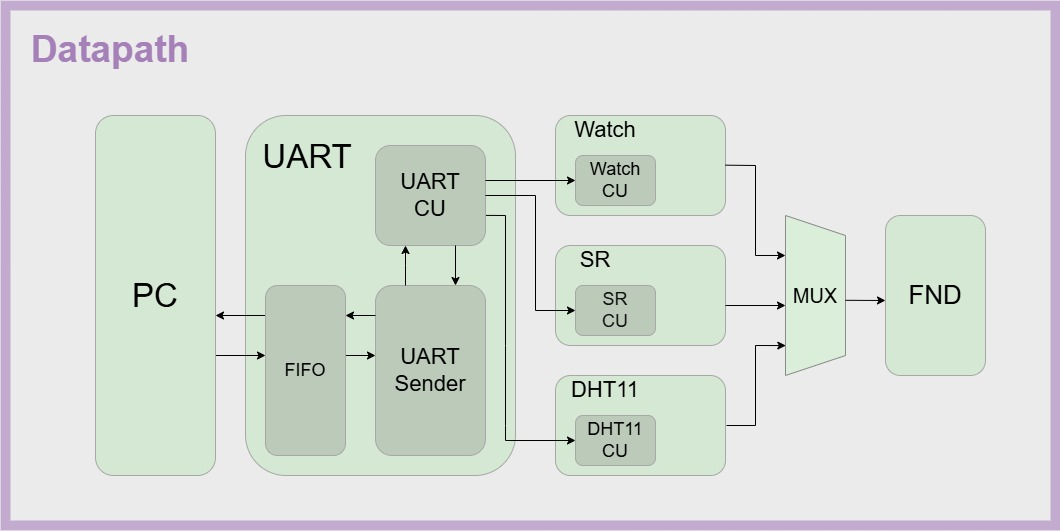 Datapath
PC
UART
UART
CU
FIFO
UART
Sender
Watch
Watch
CU
SR
SR
CU
DHT11
DHT11
CU
MUX
FND